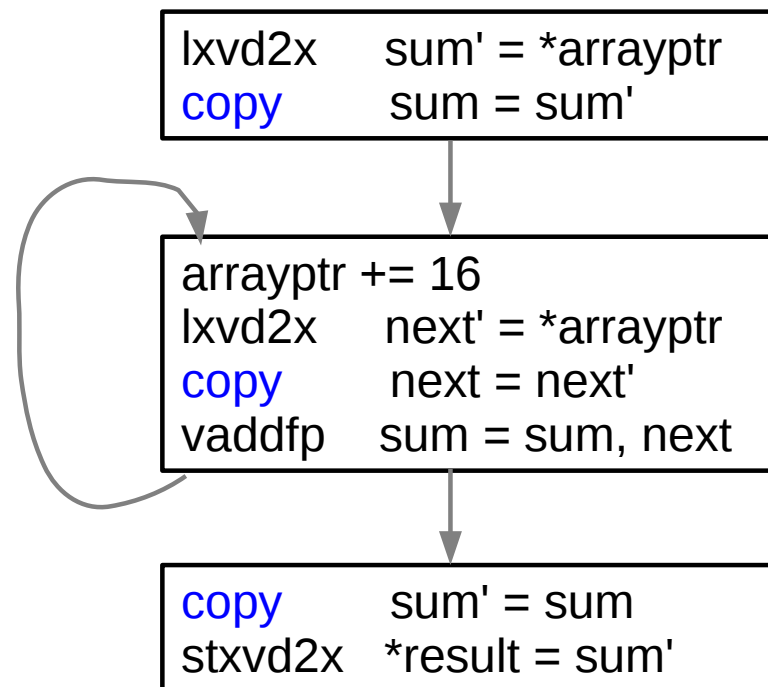 lxvd2x sum' = *arrayptr
copy sum = sum'
arrayptr += 16
lxvd2x next' = *arrayptr
copy next = next'
vaddfp sum = sum, next
copy sum' = sum
stxvd2x *result = sum'